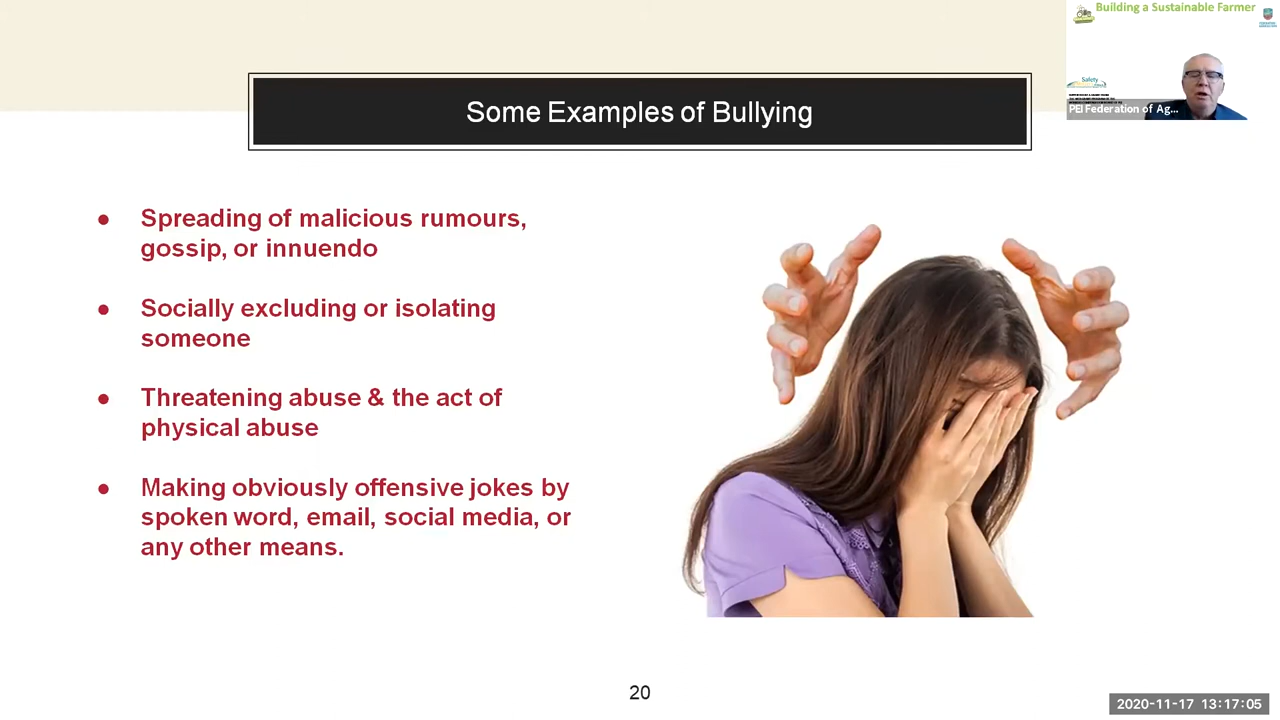 Building a Sustainable Farmer
Safety
PEI Federation of Ag...
Some Examples of Bullying
● Spreading of malicious rumours,
gossip, or innuendo
● Socially excluding or isolating
someone
● Threatening abuse & the act of
physical abuse
● Making obviously offensive jokes by
spoken word, email, social media, or
any other means.
20
2020-11-17 13:17:05